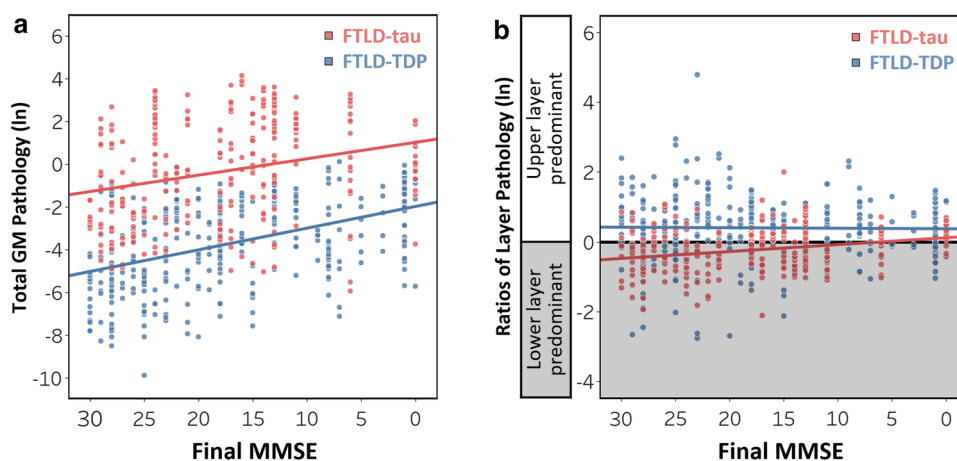 a
FTLD-tau
FTLD-TDP
Total GM Pathology (ln)
6
4
2
0
-2
-4
-6
-8
-10
30 25 20 15 10 5 0
Final MMSE
b
FTLD-tau
FTLD-TDP
Upper layer
predominant
Lower layer
predominant
Ratios of Layer Pathology (ln)
6
4
2
0
-2
-4
30 25 20 15 10 5 0
Final MMSE